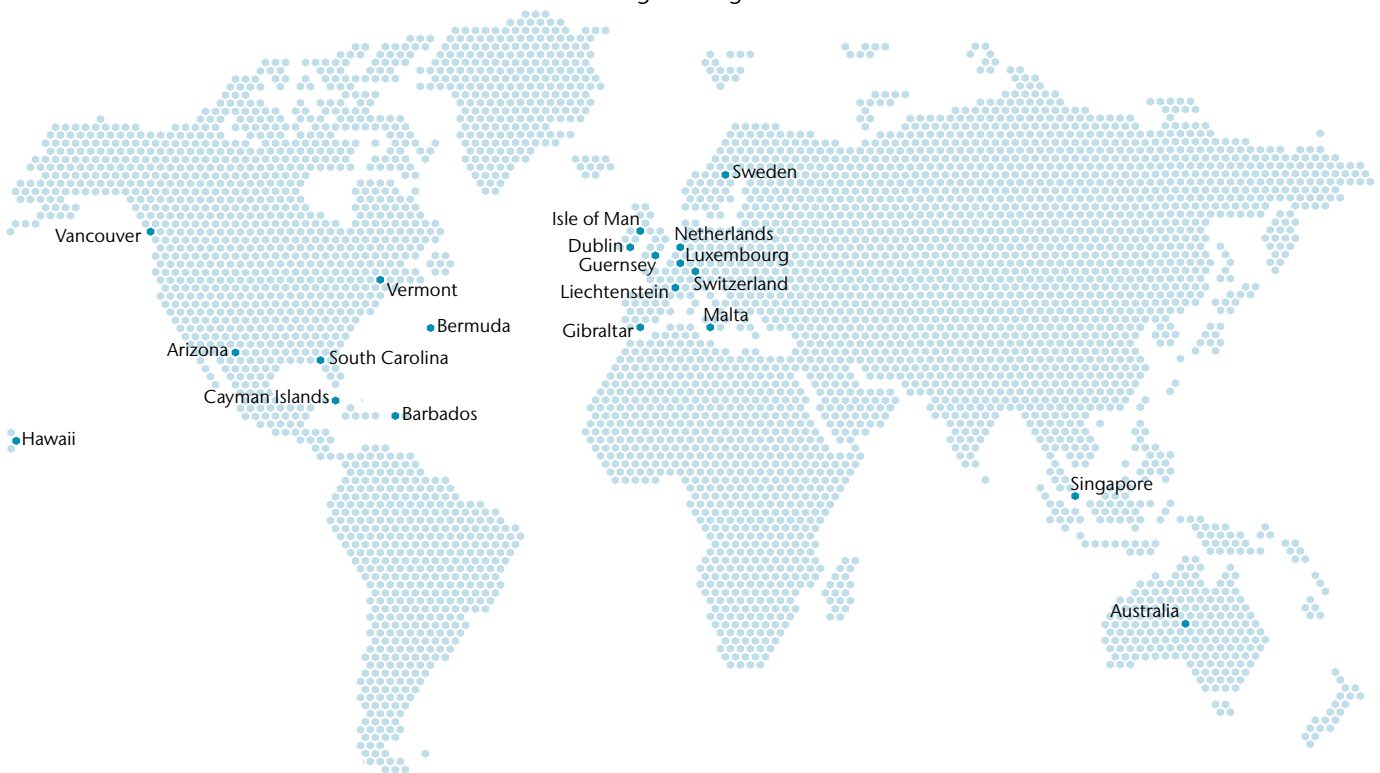 Sweden
Isle of Man
Vancouver
Netherlands
Dublin
Luxembourg
Guernsey
Switzerland
Vermont
Liechtenstein
Malta
Bermuda
Gibraltar
Arizona
South Carolina
Cayman Islands
Barbados
Hawaii
Singapore
Australia